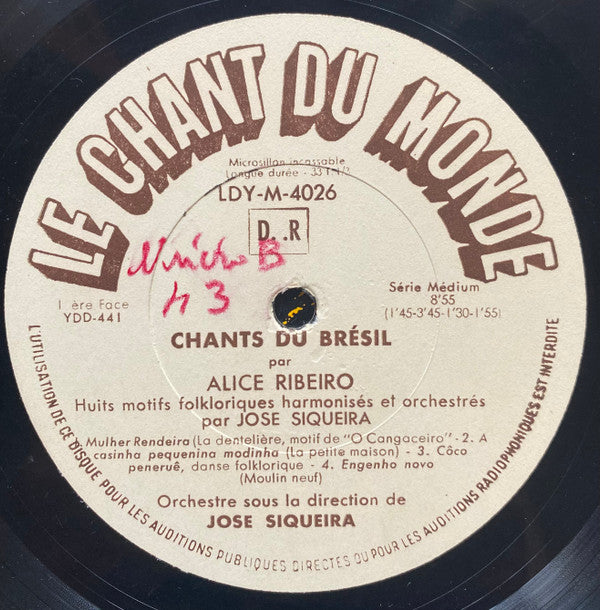 LE CHANT DU MONDE
Microsillon incassable
Longue durée - 33 T 1/2
LDY-M-4026
D. .R
B
43
1 ère Face
YDD-441
Série Médium
8'55
(1'45-3'45-1'30-1'55)
CHANTS DU BRÉSIL
par
ALICE RIBEIRO
Huits motifs folkloriques harmonisés et orchestrés
par JOSE SIQUEIRA
Mulher Rendeira (La dentelière, motif de "O Cangaceiro" - 2. A
casinha pequenina modinha (La petite maison) - 3. Côco
peneruê, danse folklorique - 4. Engenho novo
(Moulin neuf)
Orchestre sous la direction de
JOSE SIQUEIRA
L'UTILISATION DE CE DISQUE POUR LES AUDITIONS PUBLIQUES DIRECTES OU POUR LES AUDITIONS RADIOPHONIQUES EST INTERDITE